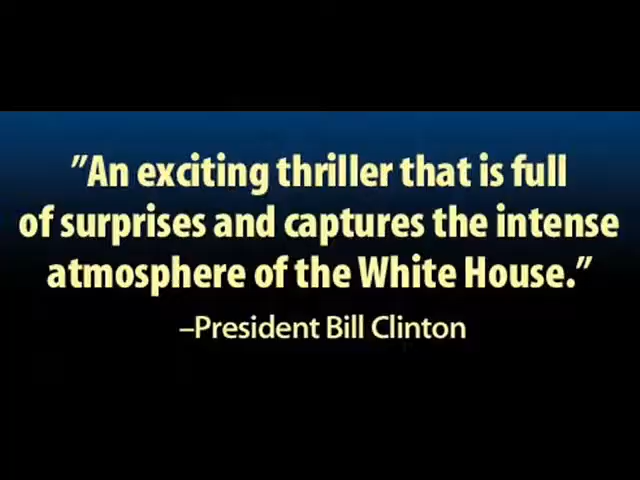 ”An exciting thriller that is full
of surprises and captures the intense
atmosphere of the White House.”
–President Bill Clinton